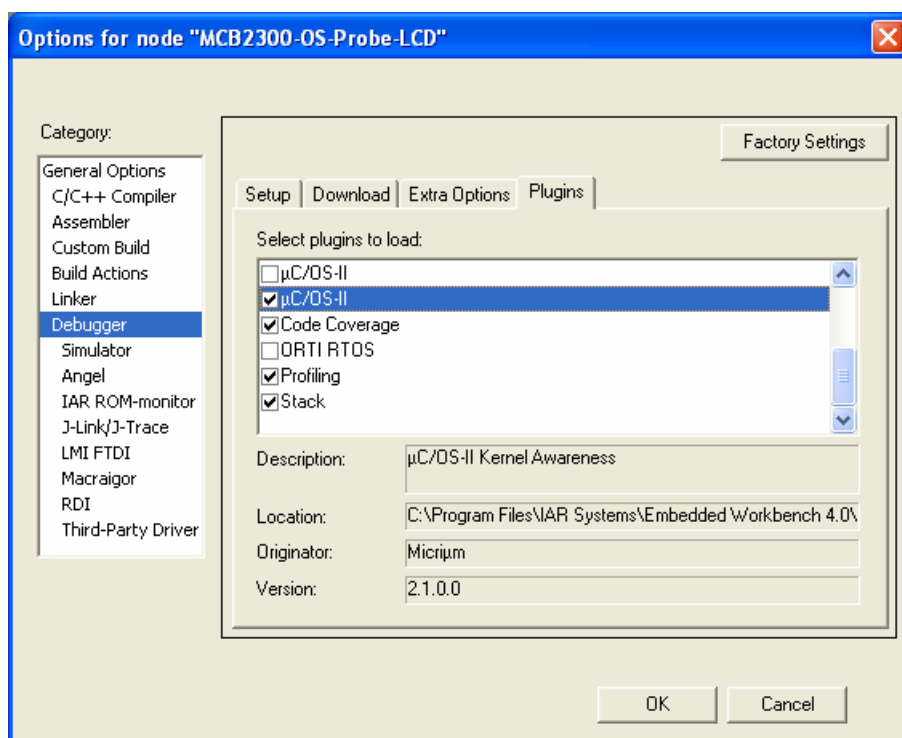 Options for node "MCB2300-OS-Probe-LCD"
Category:
General Options
C/C++ Compiler
Assembler
Custom Build
Build Actions
Linker
Debugger
Simulator
Angel
IAR ROM-monitor
J-Link/J-Trace
LMI FTDI
Macraigor
RDI
Third-Party Driver
Factory Settings
Setup
Download
Extra Options
Plugins
Select plugins to load:
µC/OS-II
µC/OS-II
Code Coverage
ORTI RTOS
Profiling
Stack
Description: µC/OS-II Kernel Awareness
Location: C:\Program Files\IAR Systems\Embedded Workbench 4.0\
Originator: Micriµm
Version: 2.1.0.0
OK
Cancel